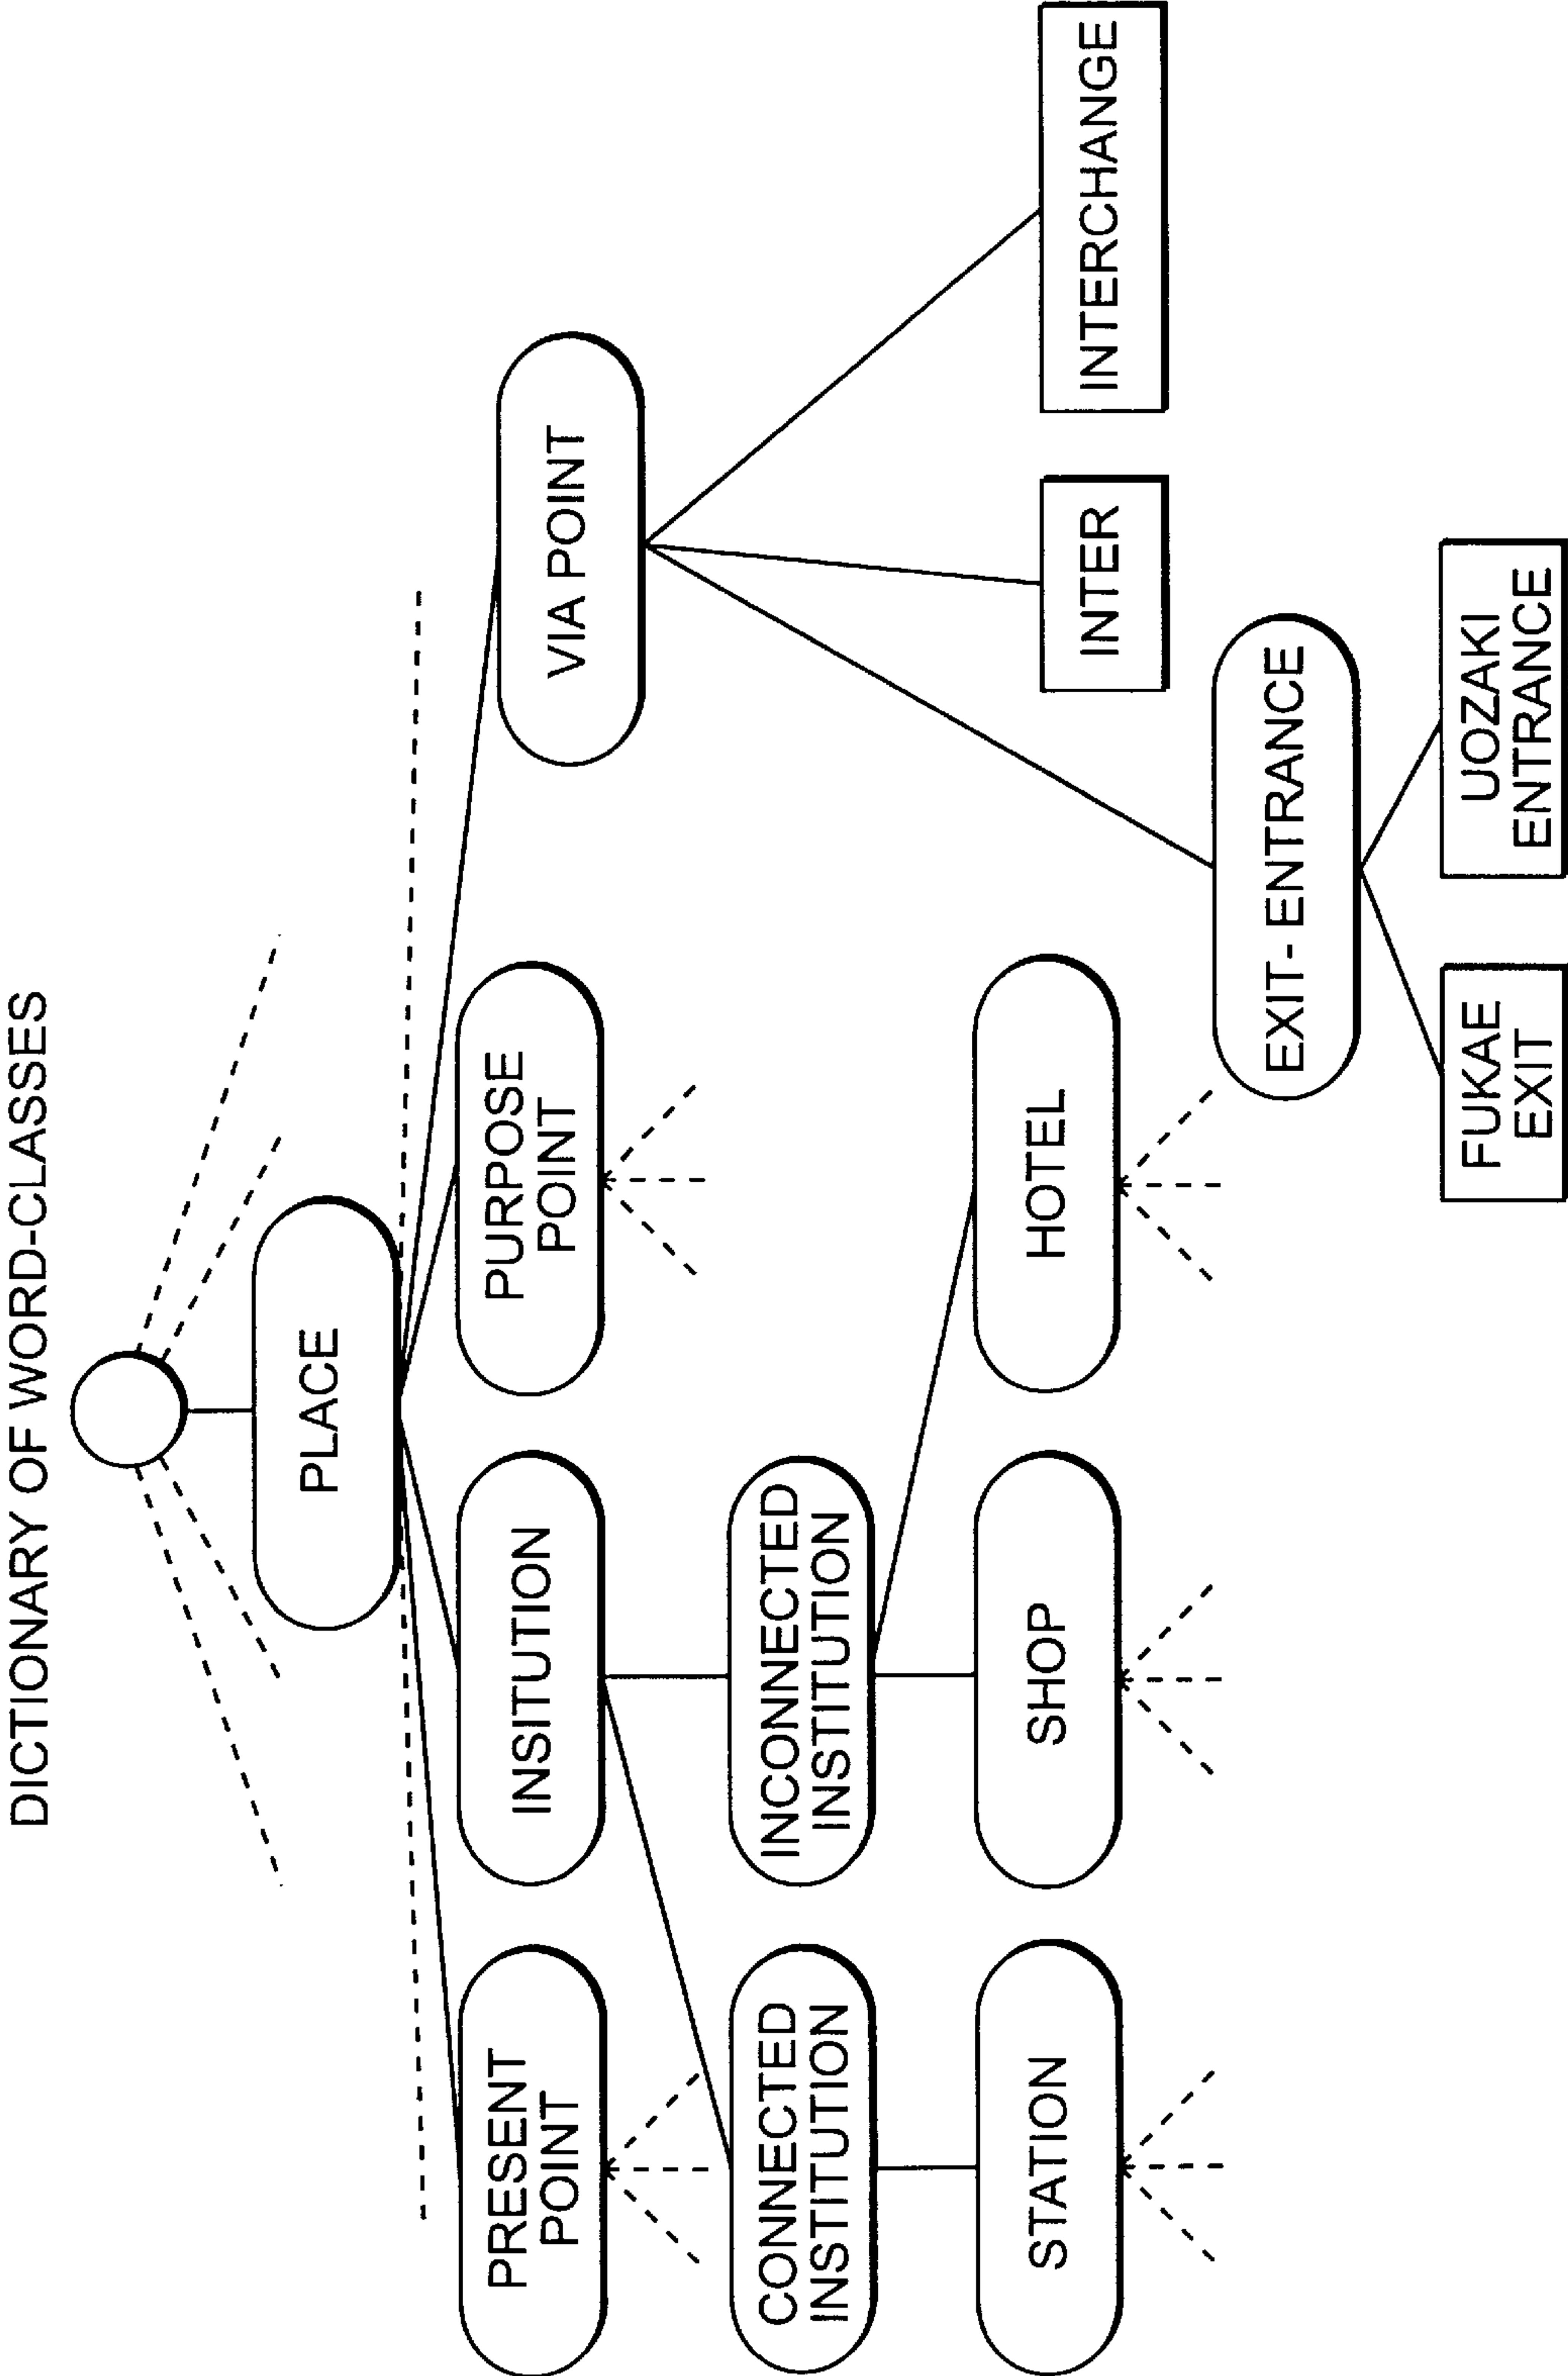 DICTIONARY OF WORD-CLASSES
PLACE
PRESENT
POINT
INSITUTION
PURPOSE
POINT
VIA POINT
CONNECTED
INSTITUTION
INCONNECTED
INSTITUTION
STATION
SHOP
HOTEL
INTER
INTERCHANGE
EXIT- ENTRANCE
FUKAE
EXIT
UOZAKI
ENTRANCE